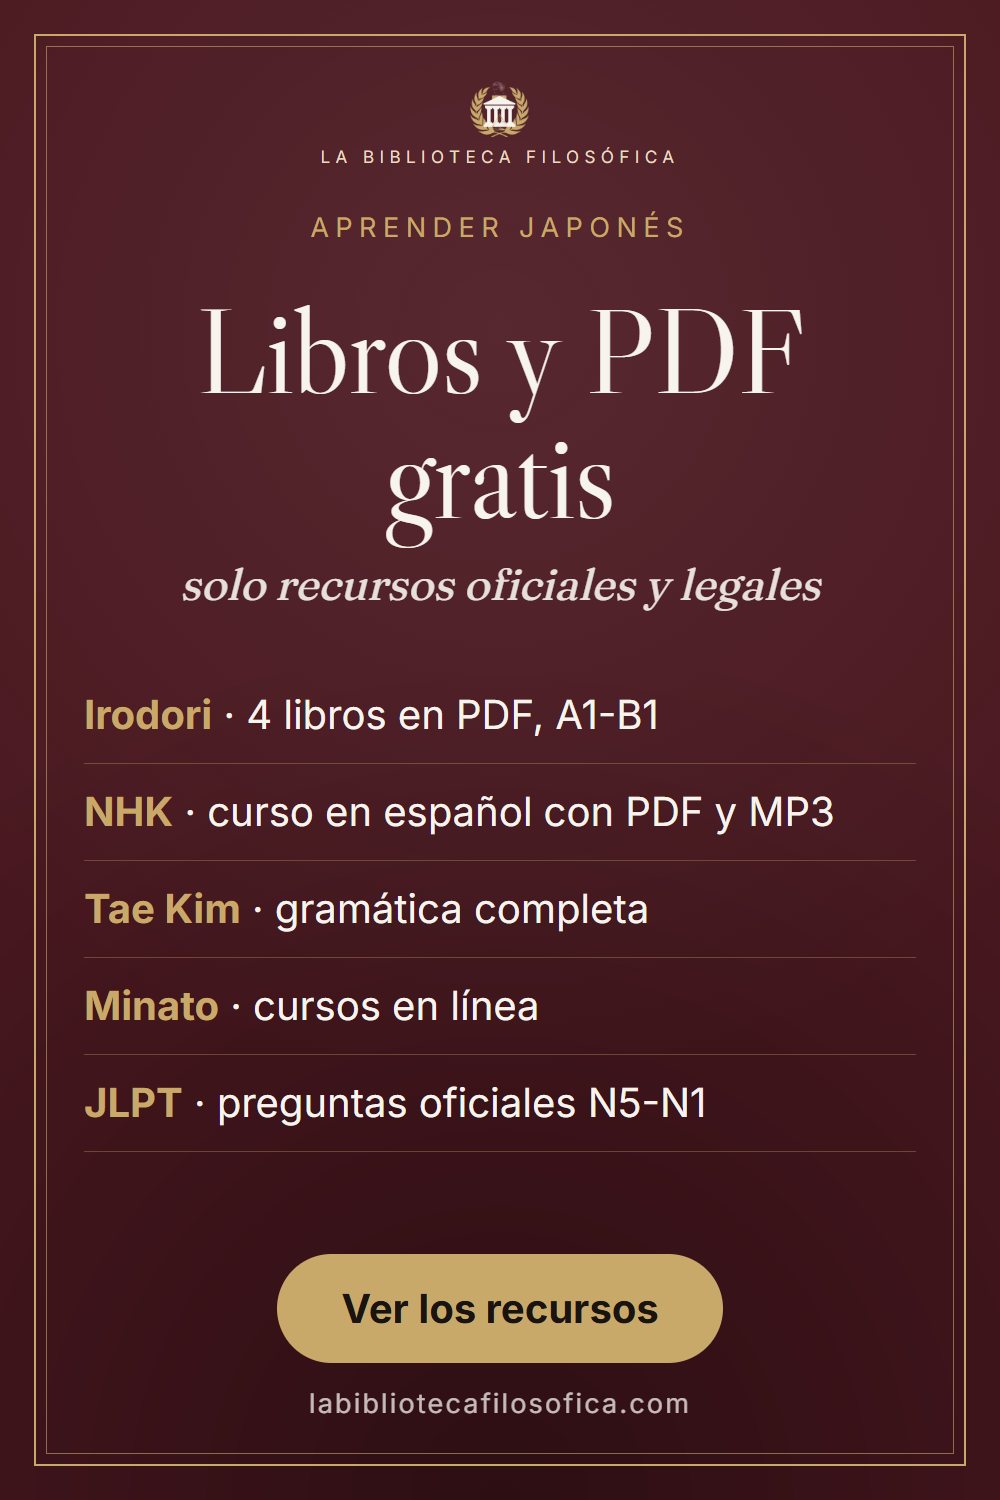 LA BIBLIOTECA FILOSÓFICA
APRENDER JAPONÉS
Libros y PDF
gratis
solo recursos oficiales y legales
Irodori · 4 libros en PDF, A1-B1
NHK · curso en español con PDF y MP3
Tae Kim · gramática completa
Minato · cursos en línea
JLPT · preguntas oficiales N5-N1
Ver los recursos
labibliotecafilosofica.com